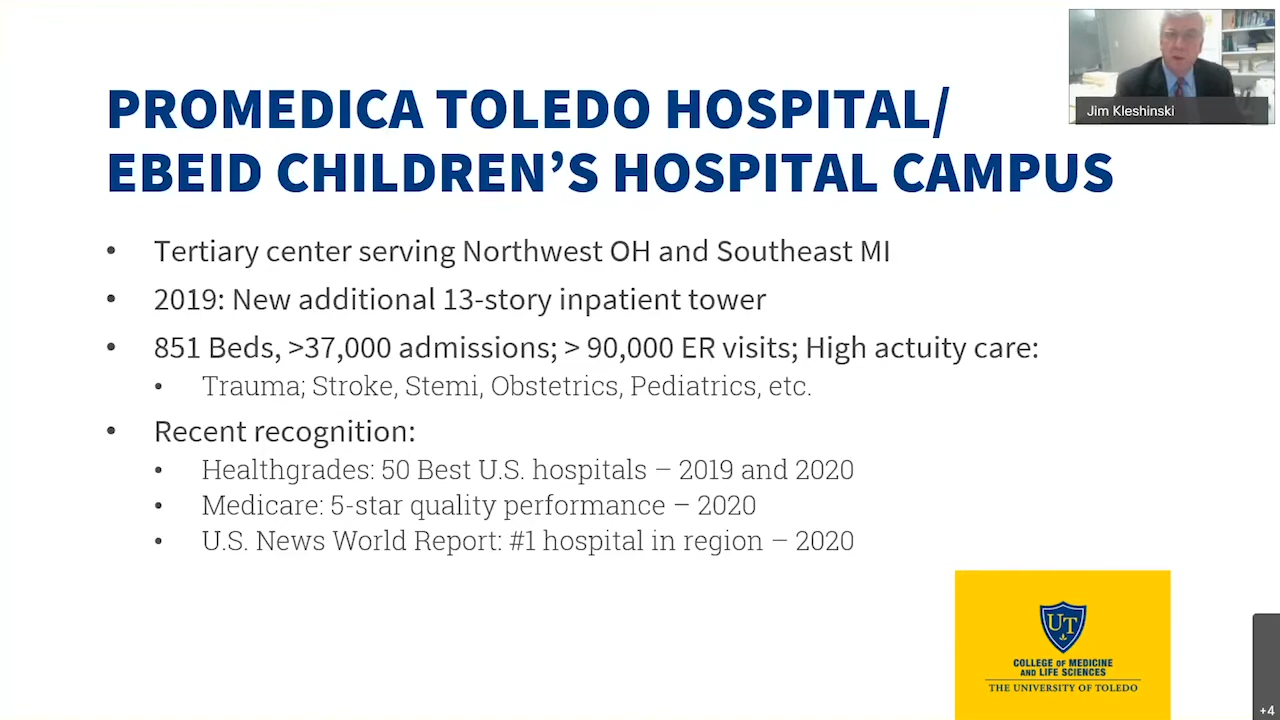 PROMEDICA TOLEDO HOSPITAL/
EBEID CHILDREN'S HOSPITAL CAMPUS
Jim Kleshinski
• Tertiary center serving Northwest OH and Southeast MI
• 2019: New additional 13-story inpatient tower
• 851 Beds, >37,000 admissions; > 90,000 ER visits; High actuity care:
• Trauma; Stroke, Stemi, Obstetrics, Pediatrics, etc.
• Recent recognition:
• Healthgrades: 50 Best U.S. hospitals – 2019 and 2020
• Medicare: 5-star quality performance – 2020
• U.S. News World Report: #1 hospital in region – 2020
UT
COLLEGE OF MEDICINE
AND LIFE SCIENCES
THE UNIVERSITY OF TOLEDO
+4